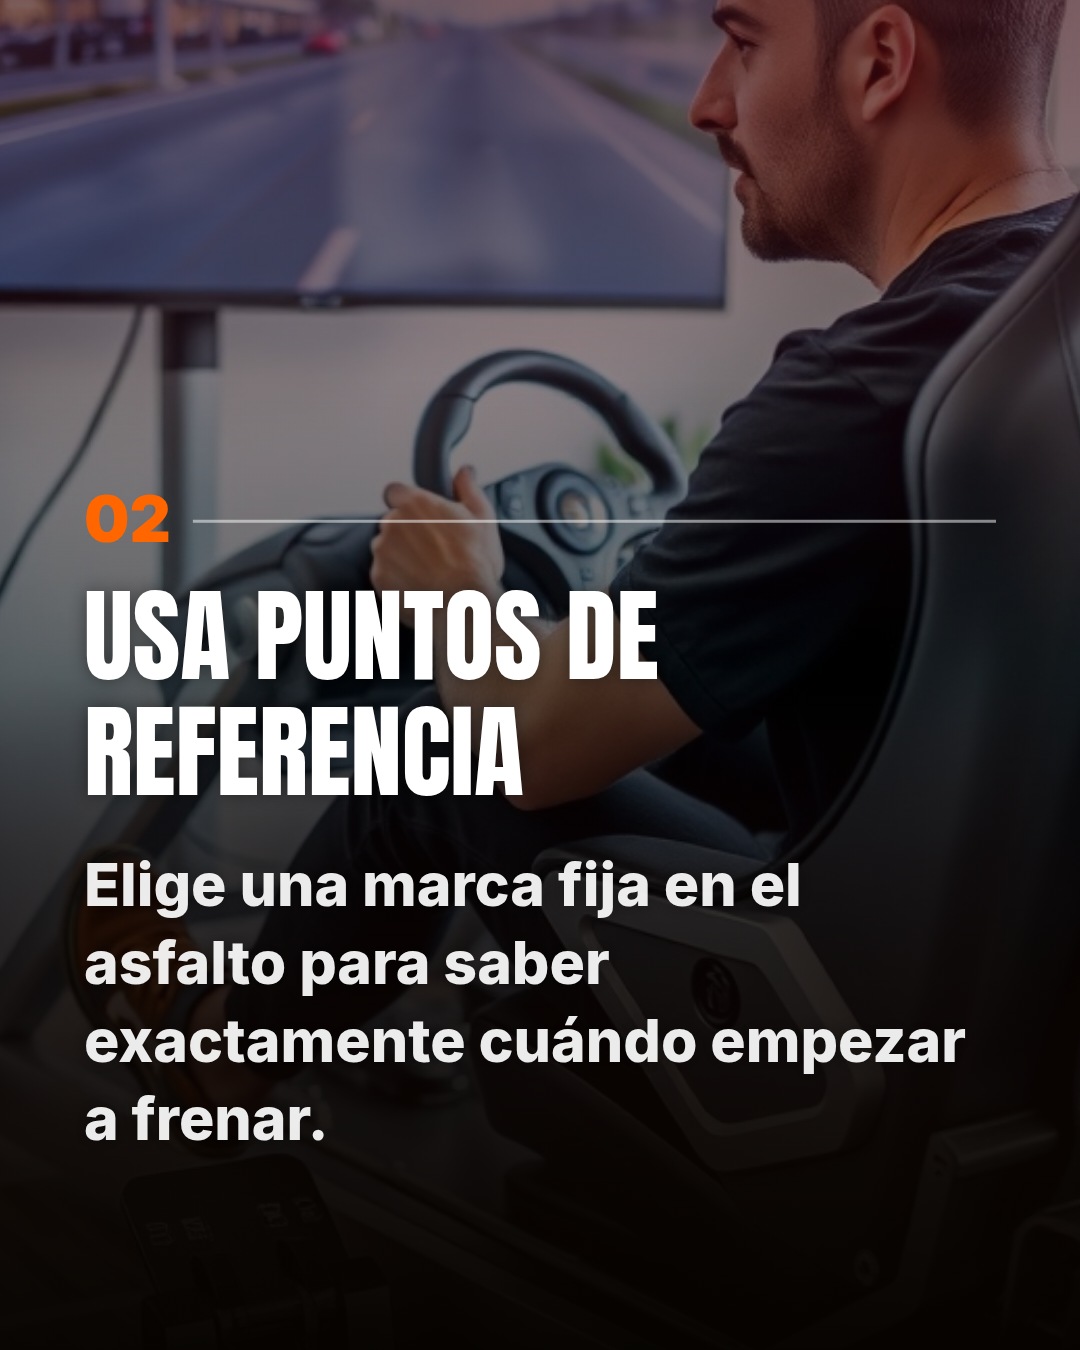 02
USA PUNTOS DE
REFERENCIA
Elige una marca fija en el
asfalto para saber
exactamente cuándo empezar
a frenar.